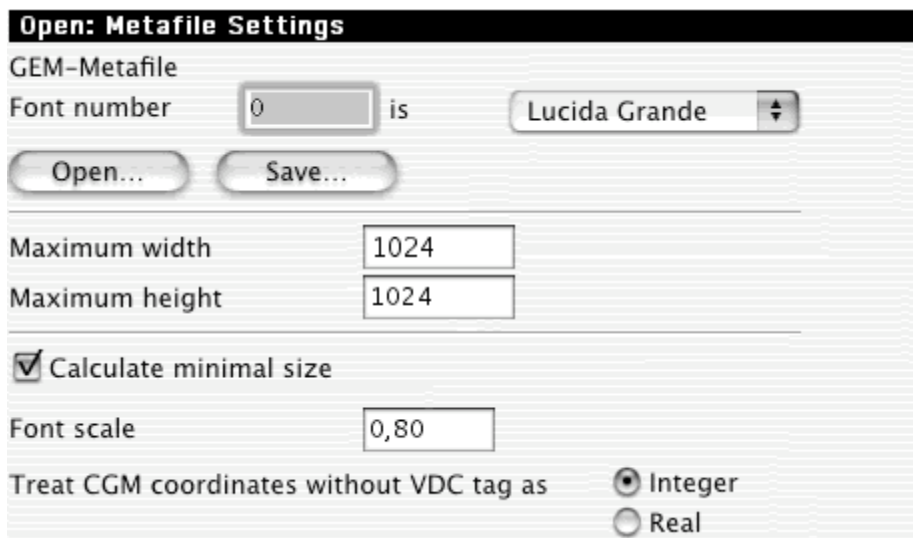 Open: Metafile Settings
GEM-Metafile
Font number 0 is Lucida Grande
Open... Save...
Maximum width 1024
Maximum height 1024
Calculate minimal size
Font scale 0,80
Treat CGM coordinates without VDC tag as Integer
Real